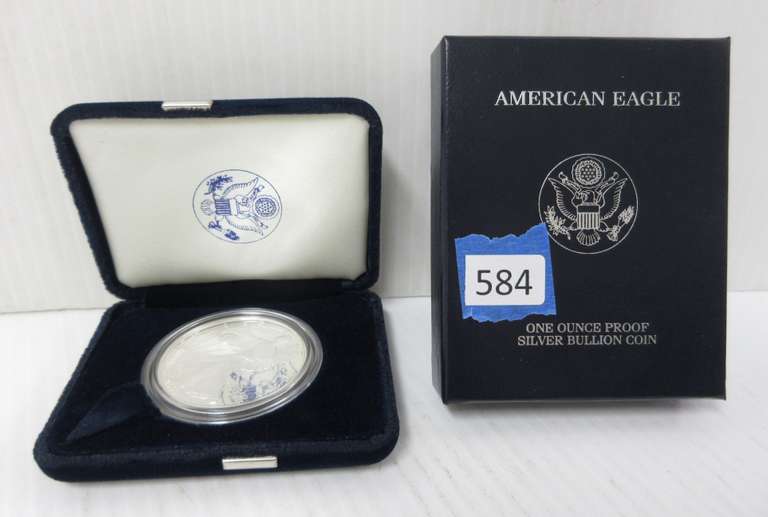 AMERICAN EAGLE
584
ONE OUNCE PROOF
SILVER BULLION COIN